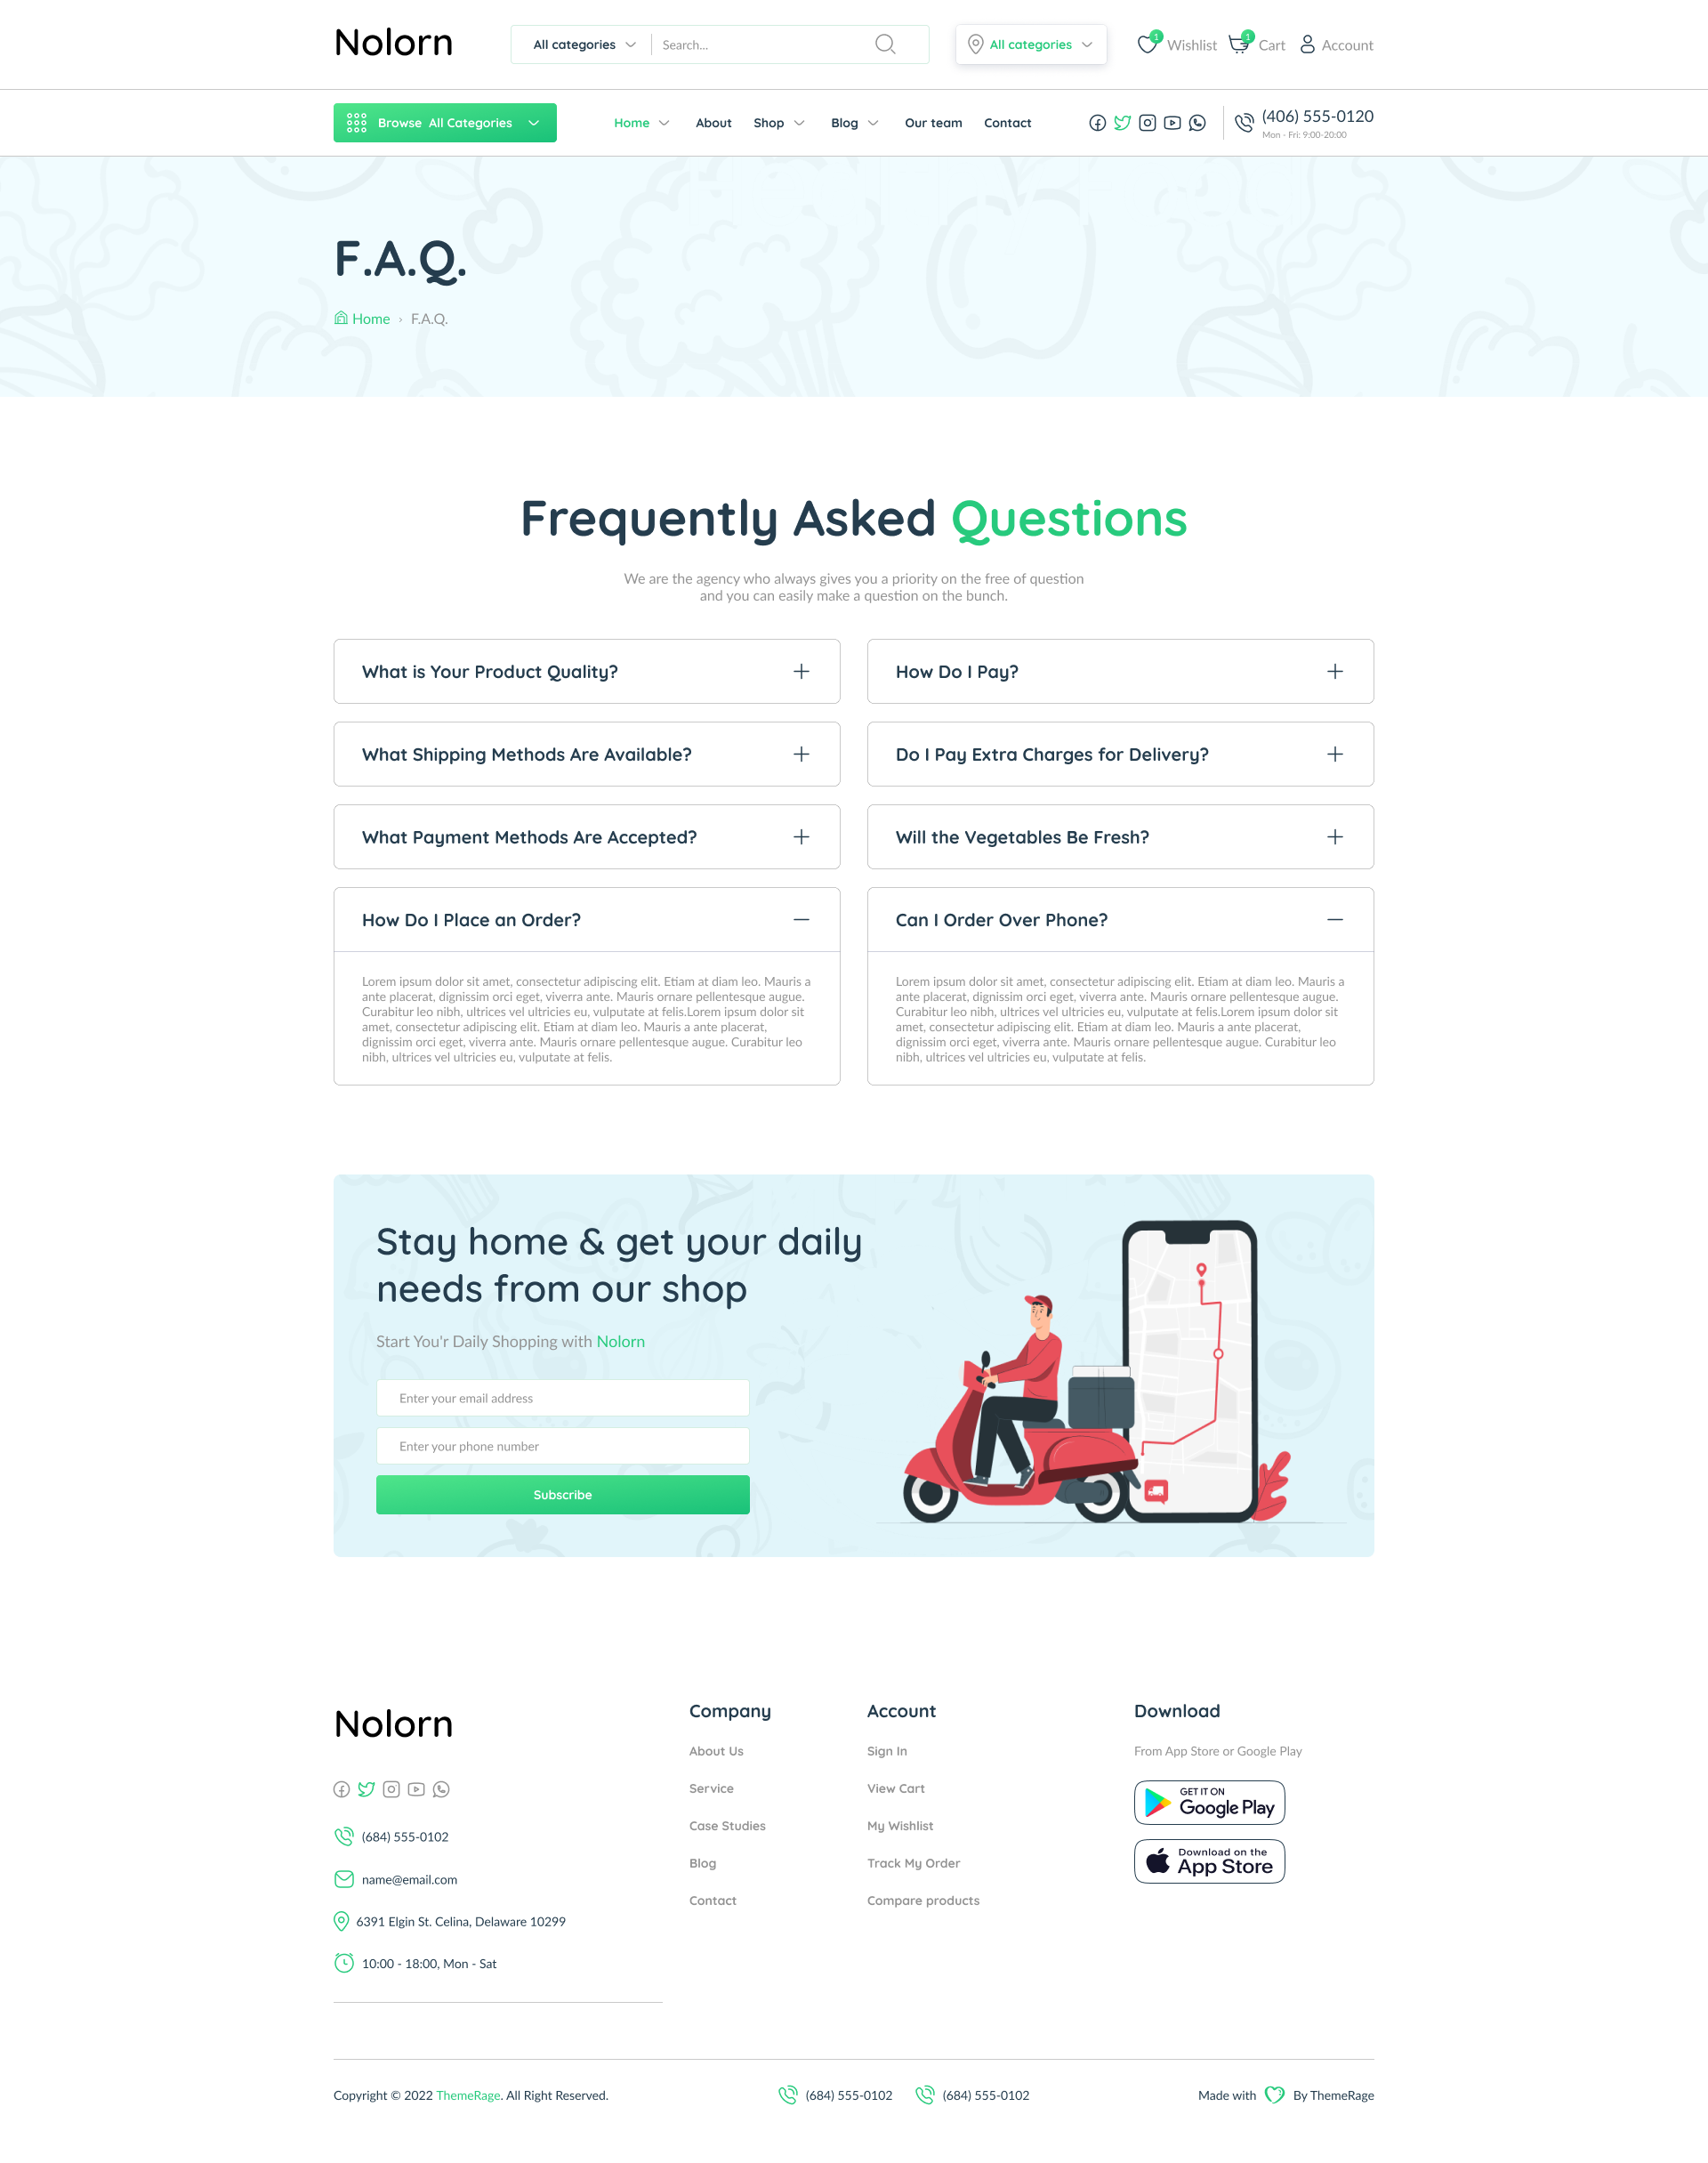 Nolorn
All categories
Search...
All categories
1
Wishlist
1
Cart
Account
Browse All Categories
Home
About
Shop
Blog
Our team
Contact
(406) 555-0120
Mon - Fri: 9:00-20:00
F.A.Q.
Home › F.A.Q.
Frequently Asked Questions
We are the agency who always gives you a priority on the free of question
and you can easily make a question on the bunch.
What is Your Product Quality?
How Do I Pay?
What Shipping Methods Are Available?
Do I Pay Extra Charges for Delivery?
What Payment Methods Are Accepted?
Will the Vegetables Be Fresh?
How Do I Place an Order?
Lorem ipsum dolor sit amet, consectetur adipiscing elit. Etiam at diam leo. Mauris a
ante placerat, dignissim orci eget, viverra ante. Mauris ornare pellentesque augue.
Curabitur leo nibh, ultrices vel ultricies eu, vulputate at felis.Lorem ipsum dolor sit
amet, consectetur adipiscing elit. Etiam at diam leo. Mauris a ante placerat,
dignissim orci eget, viverra ante. Mauris ornare pellentesque augue. Curabitur leo
nibh, ultrices vel ultricies eu, vulputate at felis.
Can I Order Over Phone?
Lorem ipsum dolor sit amet, consectetur adipiscing elit. Etiam at diam leo. Mauris a
ante placerat, dignissim orci eget, viverra ante. Mauris ornare pellentesque augue.
Curabitur leo nibh, ultrices vel ultricies eu, vulputate at felis.Lorem ipsum dolor sit
amet, consectetur adipiscing elit. Etiam at diam leo. Mauris a ante placerat,
dignissim orci eget, viverra ante. Mauris ornare pellentesque augue. Curabitur leo
nibh, ultrices vel ultricies eu, vulputate at felis.
Stay home & get your daily
needs from our shop
Start You'r Daily Shopping with Nolorn
Enter your email address
Enter your phone number
Subscribe
Nolorn
(684) 555-0102
name@email.com
6391 Elgin St. Celina, Delaware 10299
10:00 - 18:00, Mon - Sat
Company
About Us
Service
Case Studies
Blog
Contact
Account
Sign In
View Cart
My Wishlist
Track My Order
Compare products
Download
From App Store or Google Play
GET IT ON
Google Play
Download on the
App Store
Copyright © 2022 ThemeRage. All Right Reserved.
(684) 555-0102
(684) 555-0102
Made with By ThemeRage